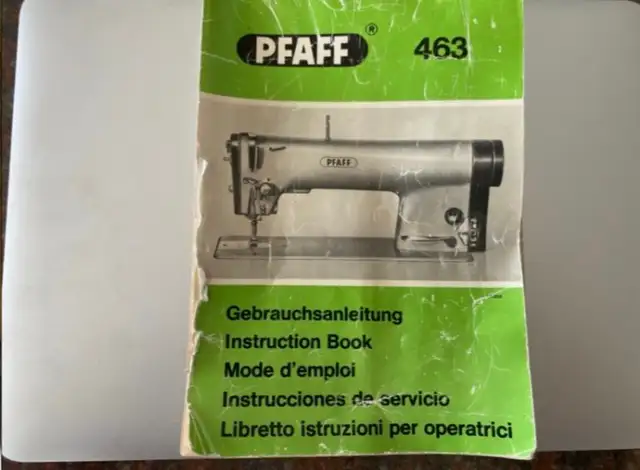 PFAFF ® 463
PFAFF
Gebrauchsanleitung
Instruction Book
Mode d'emploi
Instrucciones de servicio
Libretto istruzioni per operatrici